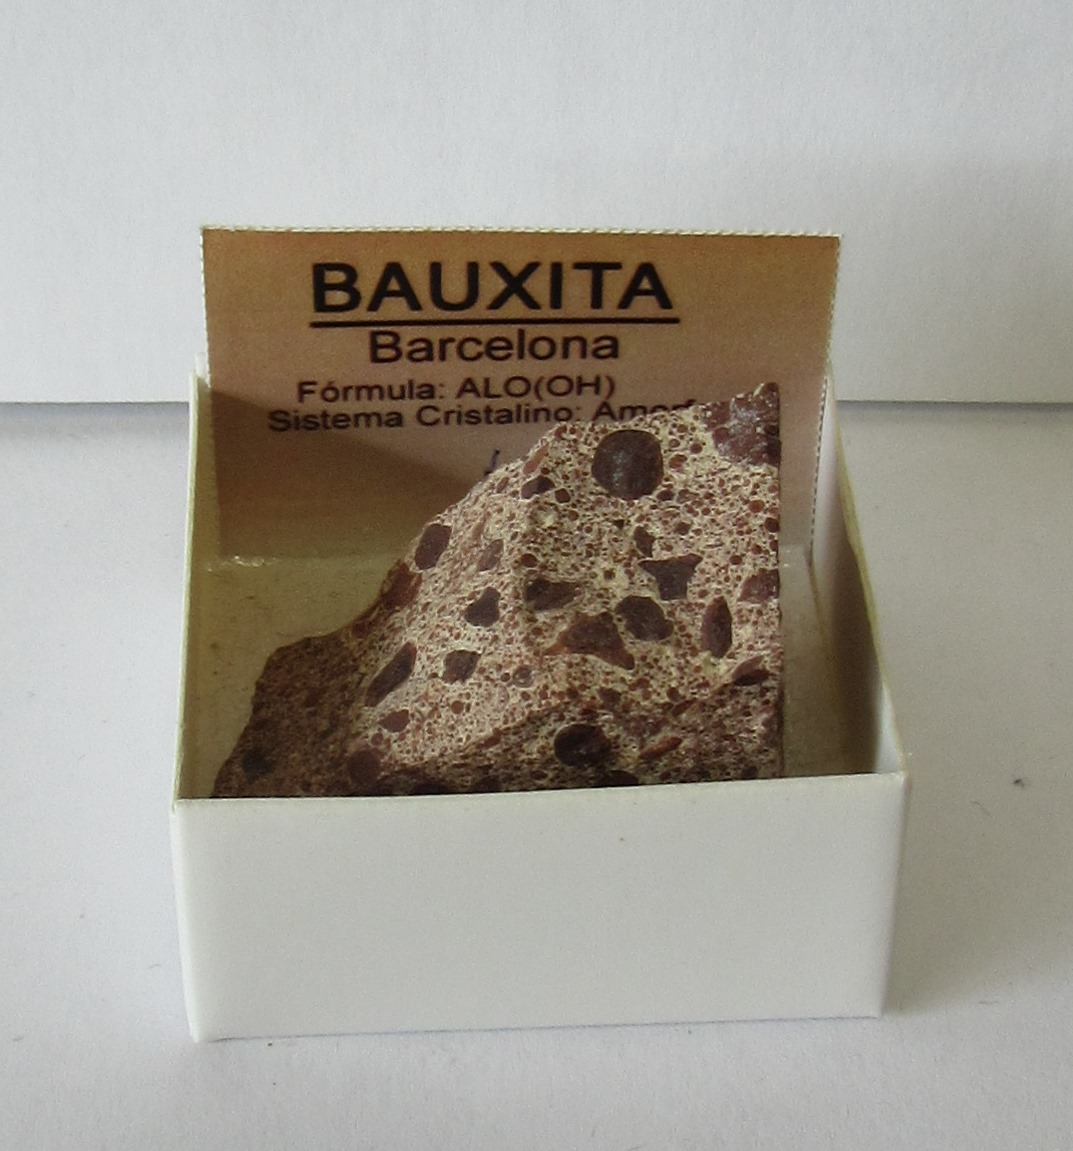 BAUXITA
Barcelona
Fórmula: ALO(OH)
Sistema Cristalino: